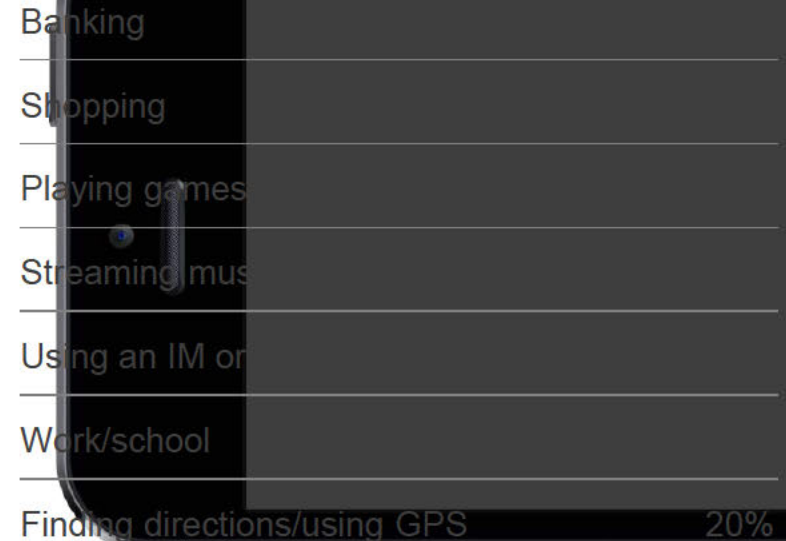 Banking
Shopping
Playing games
Streaming
Using an IM or
Work/school
Finding directions/using GPS 20%